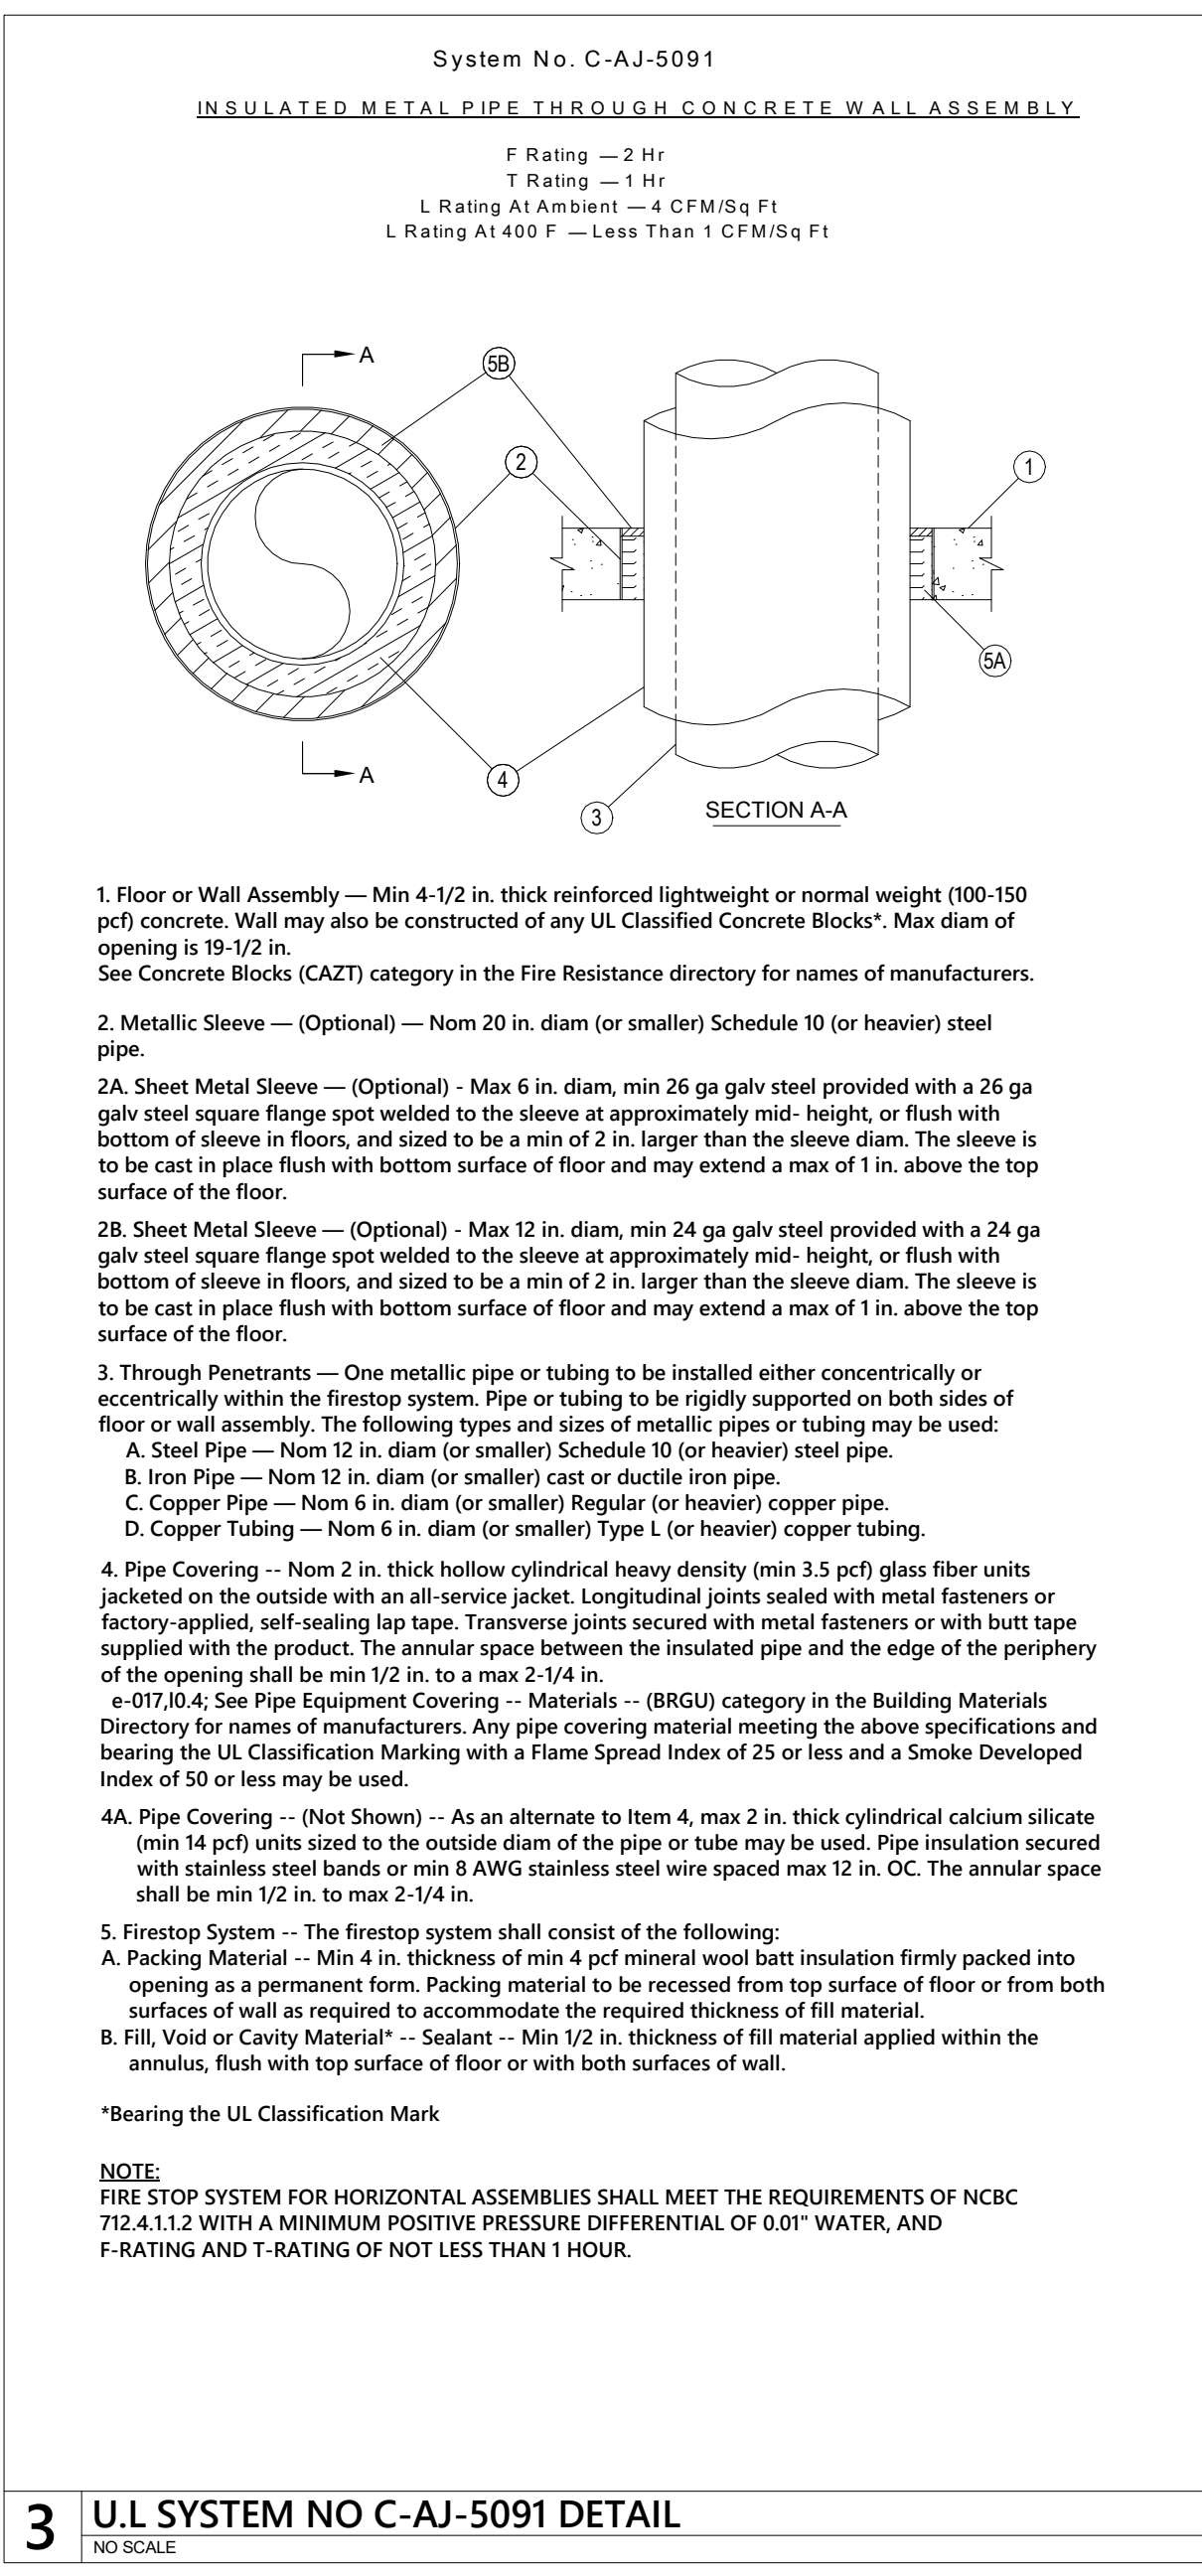 System No. C-AJ-5091
INSULATED METAL PIPE THROUGH CONCRETE WALL ASSEMBLY
F Rating — 2 Hr
T Rating — 1 Hr
L Rating At Ambient — 4 CFM/Sq Ft
L Rating At 400 F — Less Than 1 CFM/Sq Ft
A
5B
2
1
5A
A
4
3
SECTION A-A
1. Floor or Wall Assembly — Min 4-1/2 in. thick reinforced lightweight or normal weight (100-150
pcf) concrete. Wall may also be constructed of any UL Classified Concrete Blocks*. Max diam of
opening is 19-1/2 in.
See Concrete Blocks (CAZT) category in the Fire Resistance directory for names of manufacturers.
2. Metallic Sleeve — (Optional) — Nom 20 in. diam (or smaller) Schedule 10 (or heavier) steel
pipe.
2A. Sheet Metal Sleeve — (Optional) - Max 6 in. diam, min 26 ga galv steel provided with a 26 ga
galv steel square flange spot welded to the sleeve at approximately mid- height, or flush with
bottom of sleeve in floors, and sized to be a min of 2 in. larger than the sleeve diam. The sleeve is
to be cast in place flush with bottom surface of floor and may extend a max of 1 in. above the top
surface of the floor.
2B. Sheet Metal Sleeve — (Optional) - Max 12 in. diam, min 24 ga galv steel provided with a 24 ga
galv steel square flange spot welded to the sleeve at approximately mid- height, or flush with
bottom of sleeve in floors, and sized to be a min of 2 in. larger than the sleeve diam. The sleeve is
to be cast in place flush with bottom surface of floor and may extend a max of 1 in. above the top
surface of the floor.
3. Through Penetrants — One metallic pipe or tubing to be installed either concentrically or
eccentrically within the firestop system. Pipe or tubing to be rigidly supported on both sides of
floor or wall assembly. The following types and sizes of metallic pipes or tubing may be used:
A. Steel Pipe — Nom 12 in. diam (or smaller) Schedule 10 (or heavier) steel pipe.
B. Iron Pipe — Nom 12 in. diam (or smaller) cast or ductile iron pipe.
C. Copper Pipe — Nom 6 in. diam (or smaller) Regular (or heavier) copper pipe.
D. Copper Tubing — Nom 6 in. diam (or smaller) Type L (or heavier) copper tubing.
4. Pipe Covering -- Nom 2 in. thick hollow cylindrical heavy density (min 3.5 pcf) glass fiber units
jacketed on the outside with an all-service jacket. Longitudinal joints sealed with metal fasteners or
factory-applied, self-sealing lap tape. Transverse joints secured with metal fasteners or with butt tape
supplied with the product. The annular space between the insulated pipe and the edge of the periphery
of the opening shall be min 1/2 in. to a max 2-1/4 in.
e-017,l0.4; See Pipe Equipment Covering -- Materials -- (BRGU) category in the Building Materials
Directory for names of manufacturers. Any pipe covering material meeting the above specifications and
bearing the UL Classification Marking with a Flame Spread Index of 25 or less and a Smoke Developed
Index of 50 or less may be used.
4A. Pipe Covering -- (Not Shown) -- As an alternate to Item 4, max 2 in. thick cylindrical calcium silicate
(min 14 pcf) units sized to the outside diam of the pipe or tube may be used. Pipe insulation secured
with stainless steel bands or min 8 AWG stainless steel wire spaced max 12 in. OC. The annular space
shall be min 1/2 in. to max 2-1/4 in.
5. Firestop System -- The firestop system shall consist of the following:
A. Packing Material -- Min 4 in. thickness of min 4 pcf mineral wool batt insulation firmly packed into
opening as a permanent form. Packing material to be recessed from top surface of floor or from both
surfaces of wall as required to accommodate the required thickness of fill material.
B. Fill, Void or Cavity Material* -- Sealant -- Min 1/2 in. thickness of fill material applied within the
annulus, flush with top surface of floor or with both surfaces of wall.
*Bearing the UL Classification Mark
NOTE:
FIRE STOP SYSTEM FOR HORIZONTAL ASSEMBLIES SHALL MEET THE REQUIREMENTS OF NCBC
712.4.1.1.2 WITH A MINIMUM POSITIVE PRESSURE DIFFERENTIAL OF 0.01" WATER, AND
F-RATING AND T-RATING OF NOT LESS THAN 1 HOUR.
3
U.L SYSTEM NO C-AJ-5091 DETAIL
NO SCALE